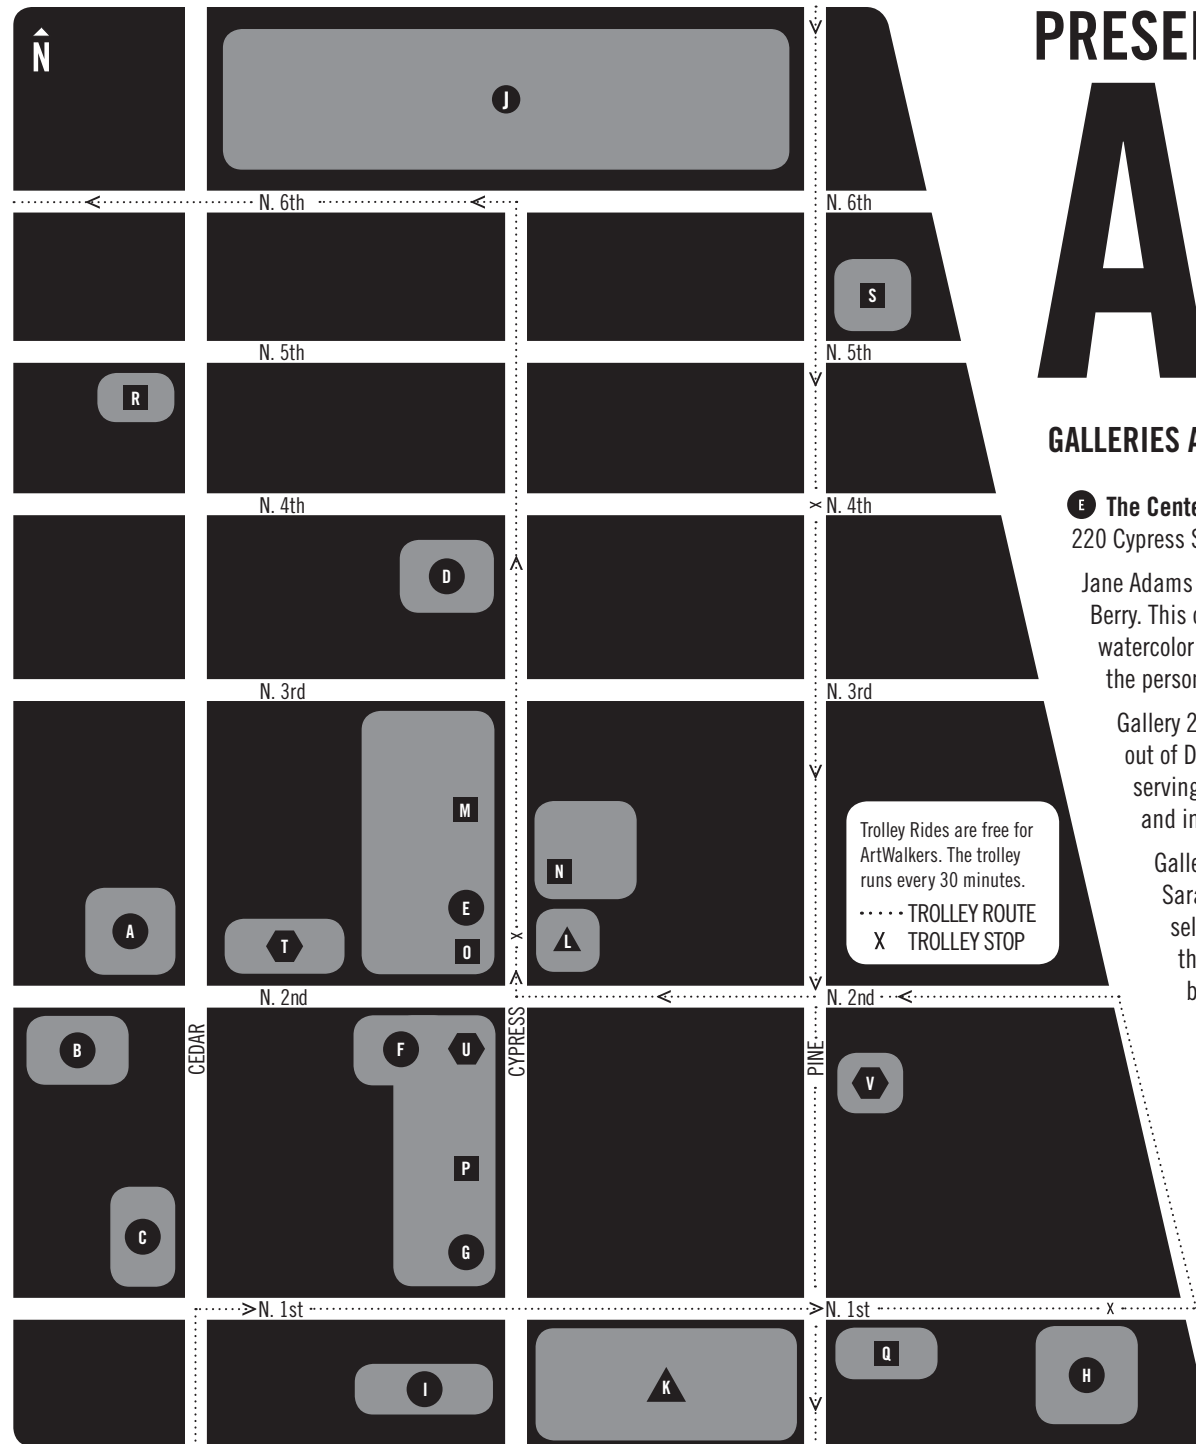 PRESE
A
N
J
N. 6th
N. 6th
S
N. 5th
N. 5th
R
GALLERIES A
N. 4th
X N. 4th
E The Cente
220 Cypress S
D
Jane Adams
Berry. This
watercolor
the person
N. 3rd
N. 3rd
Gallery 2
out of D
serving
and in
M
Trolley Rides are free for
ArtWalkers. The trolley
runs every 30 minutes.
TROLLEY ROUTE
X TROLLEY STOP
N
Galle
Sara
sel
th
b
E
A
T
O
X
L
N. 2nd
N. 2nd
CEDAR
CYPRESS
PINE
B
F
U
V
P
C
G
N. 1st
N. 1st
X
Q
I
K
H